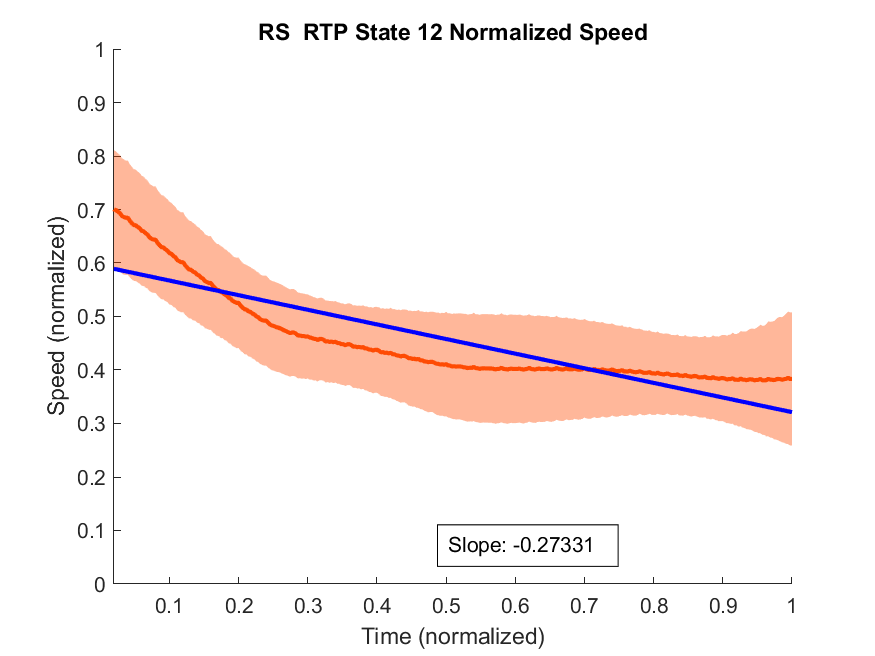 RS  RTP State 12 Normalized Speed
1
0.9
0.8
0.7
0.6
0.5
0.4
0.3
0.2
0.1
0
Speed (normalized)
Slope: -0.27331
0.1 0.2 0.3 0.4 0.5 0.6 0.7 0.8 0.9 1
Time (normalized)